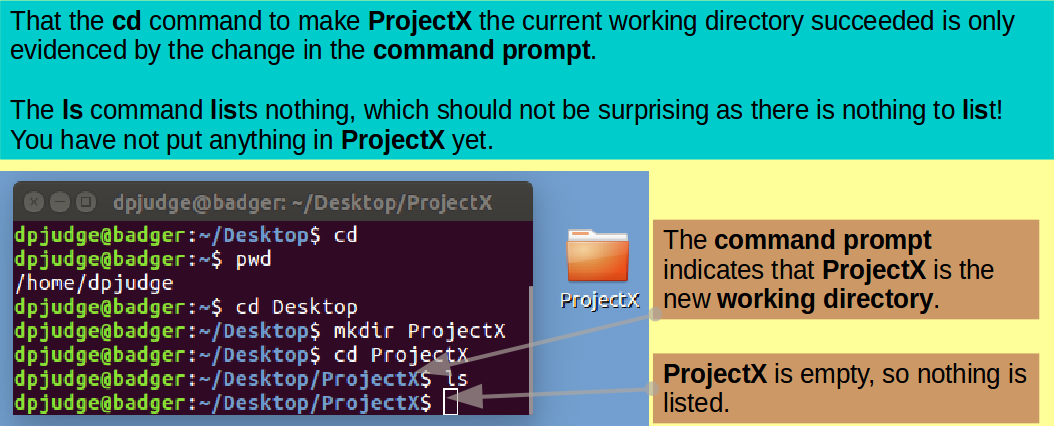 That the cd command to make ProjectX the current working directory succeeded is only
evidenced by the change in the command prompt.
The ls command lists nothing, which should not be surprising as there is nothing to list!
You have not put anything in ProjectX yet.
dpjudge@badger: ~/Desktop/ProjectX
dpjudge@badger:~/Desktop$ cd
dpjudge@badger:~$ pwd
/home/dpjudge
dpjudge@badger:~$ cd Desktop
dpjudge@badger:~/Desktop$ mkdir ProjectX
dpjudge@badger:~/Desktop$ cd ProjectX
dpjudge@badger:~/Desktop/ProjectX$ ls
dpjudge@badger:~/Desktop/ProjectX$
ProjectX
The command prompt
indicates that ProjectX is the
new working directory.
ProjectX is empty, so nothing is
listed.